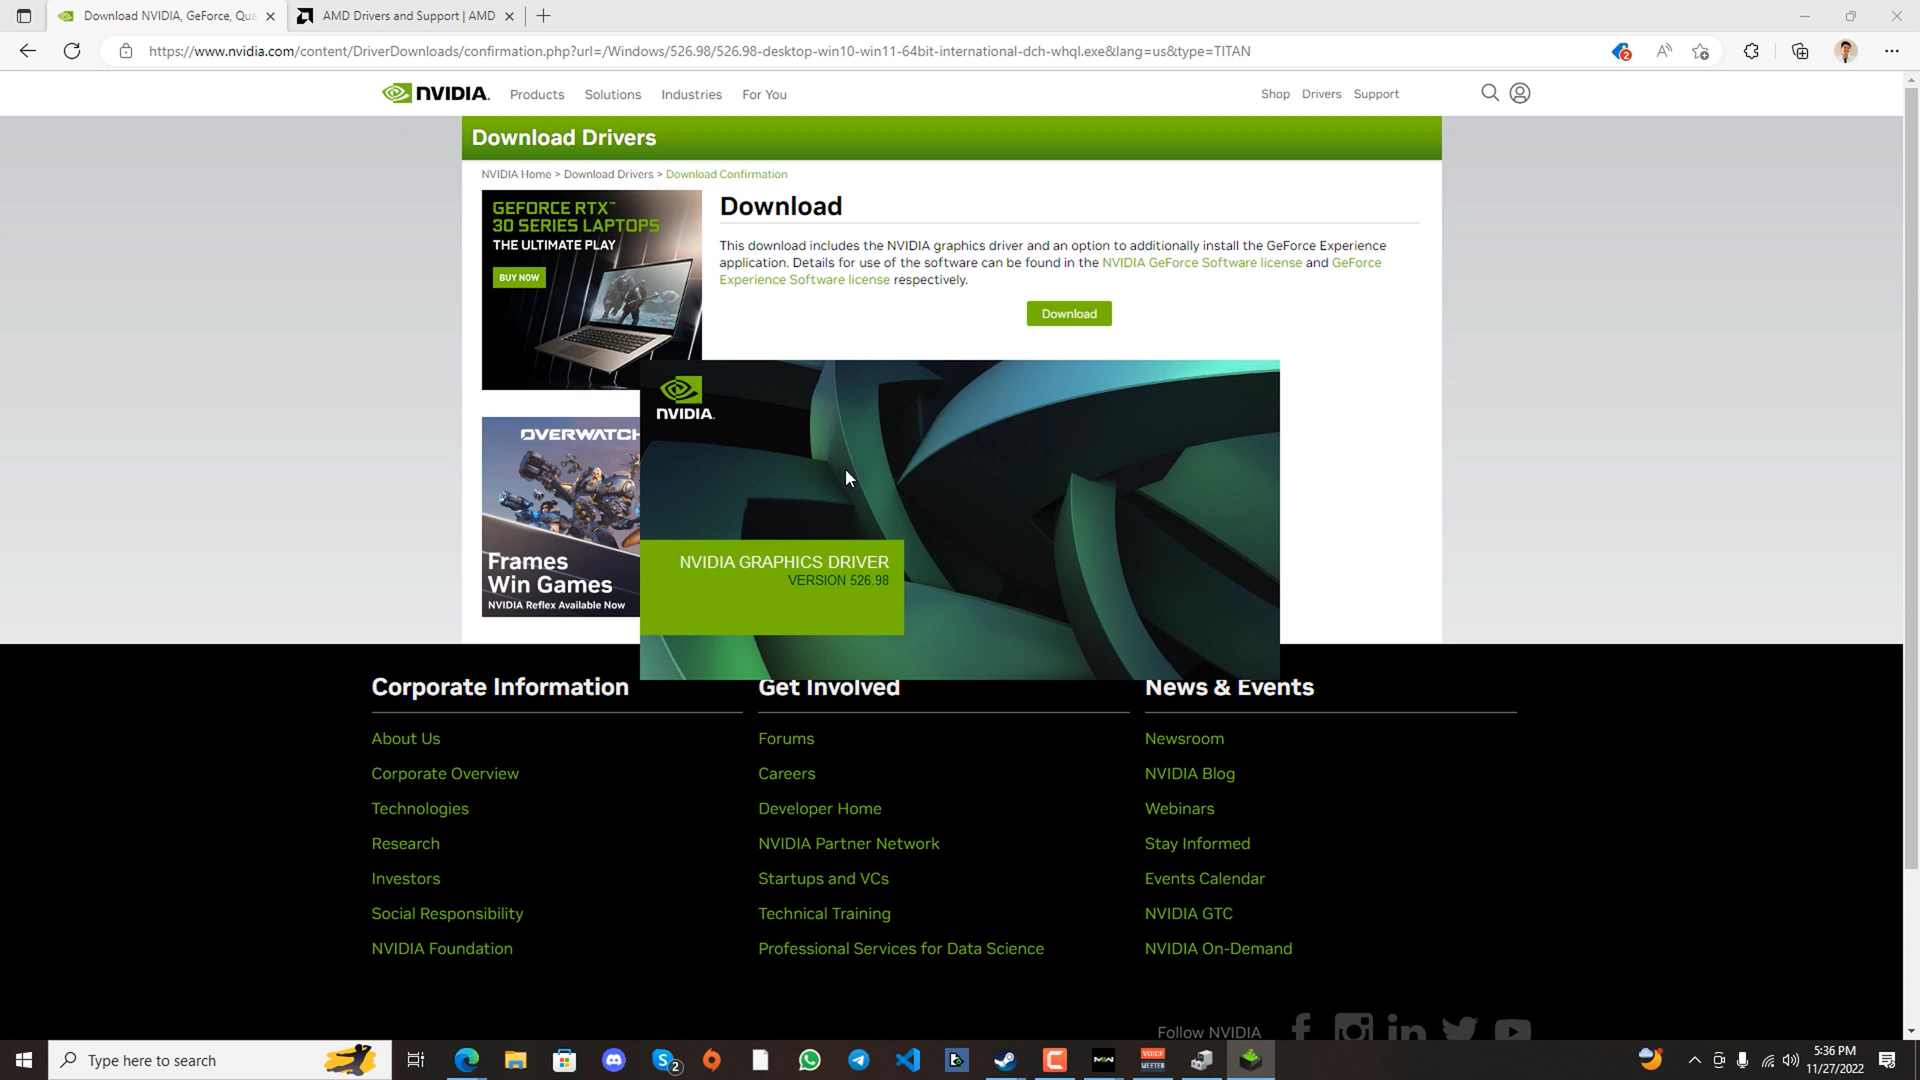 Download NVIDIA, GeForce, Qua
AMD Drivers and Support | AMD
https://www.nvidia.com/content/DriverDownloads/confirmation.php?url=/Windows/526.98/526.98-desktop-win10-win11-64bit-international-dch-whql.exe&lang=us&type=TITAN
2
NVIDIA.
Products
Solutions
Industries
For You
Shop
Drivers
Support
Download Drivers
NVIDIA Home > Download Drivers > Download Confirmation
GEFORCE RTX™
30 SERIES LAPTOPS
THE ULTIMATE PLAY
BUY NOW
Download
This download includes the NVIDIA graphics driver and an option to additionally install the GeForce Experience
application. Details for use of the software can be found in the NVIDIA GeForce Software license and GeForce
Experience Software license respectively.
Download
OVERWATCH
Frames
Win Games
NVIDIA Reflex Available Now
NVIDIA.
NVIDIA GRAPHICS DRIVER
VERSION 526.98
Corporate Information
About Us
Corporate Overview
Technologies
Research
Investors
Social Responsibility
NVIDIA Foundation
Get Involved
Forums
Careers
Developer Home
NVIDIA Partner Network
Startups and VCs
Technical Training
Professional Services for Data Science
News & Events
Newsroom
NVIDIA Blog
Webinars
Stay Informed
Events Calendar
NVIDIA GTC
NVIDIA On-Demand
Follow NVIDIA
Type here to search
2
VOICE
MEETER
5:36 PM
11/27/2022